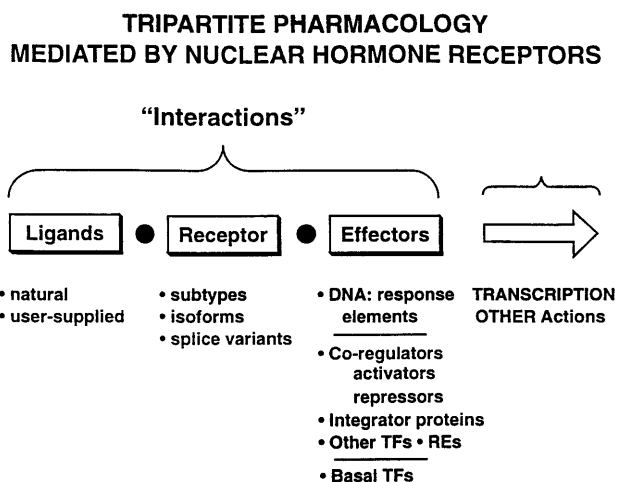 TRIPARTITE PHARMACOLOGY
MEDIATED BY NUCLEAR HORMONE RECEPTORS
“Interactions”
Ligands ● Receptor ● Effectors
• natural
• user-supplied
• subtypes
• isoforms
• splice variants
• DNA: response
elements
• Co-regulators
activators
repressors
• Integrator proteins
• Other TFs • REs
• Basal TFs
TRANSCRIPTION
OTHER Actions